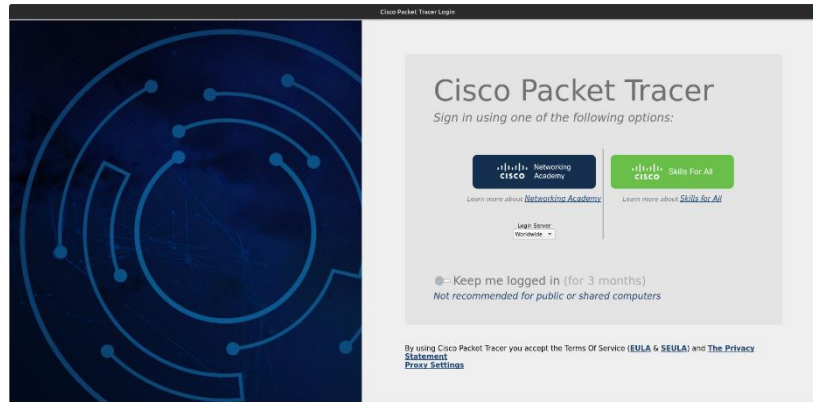 Cisco Packet Tracer Login
Cisco Packet Tracer
Sign in using one of the following options:
CISCO Networking Academy
CISCO Skills For All
Learn more about Networking Academy
Learn more about Skills for All
Login Server
Worldwide
Keep me logged in (for 3 months)
Not recommended for public or shared computers
By using Cisco Packet Tracer you accept the Terms Of Service (EULA & SEULA) and The Privacy
Statement
Proxy Settings